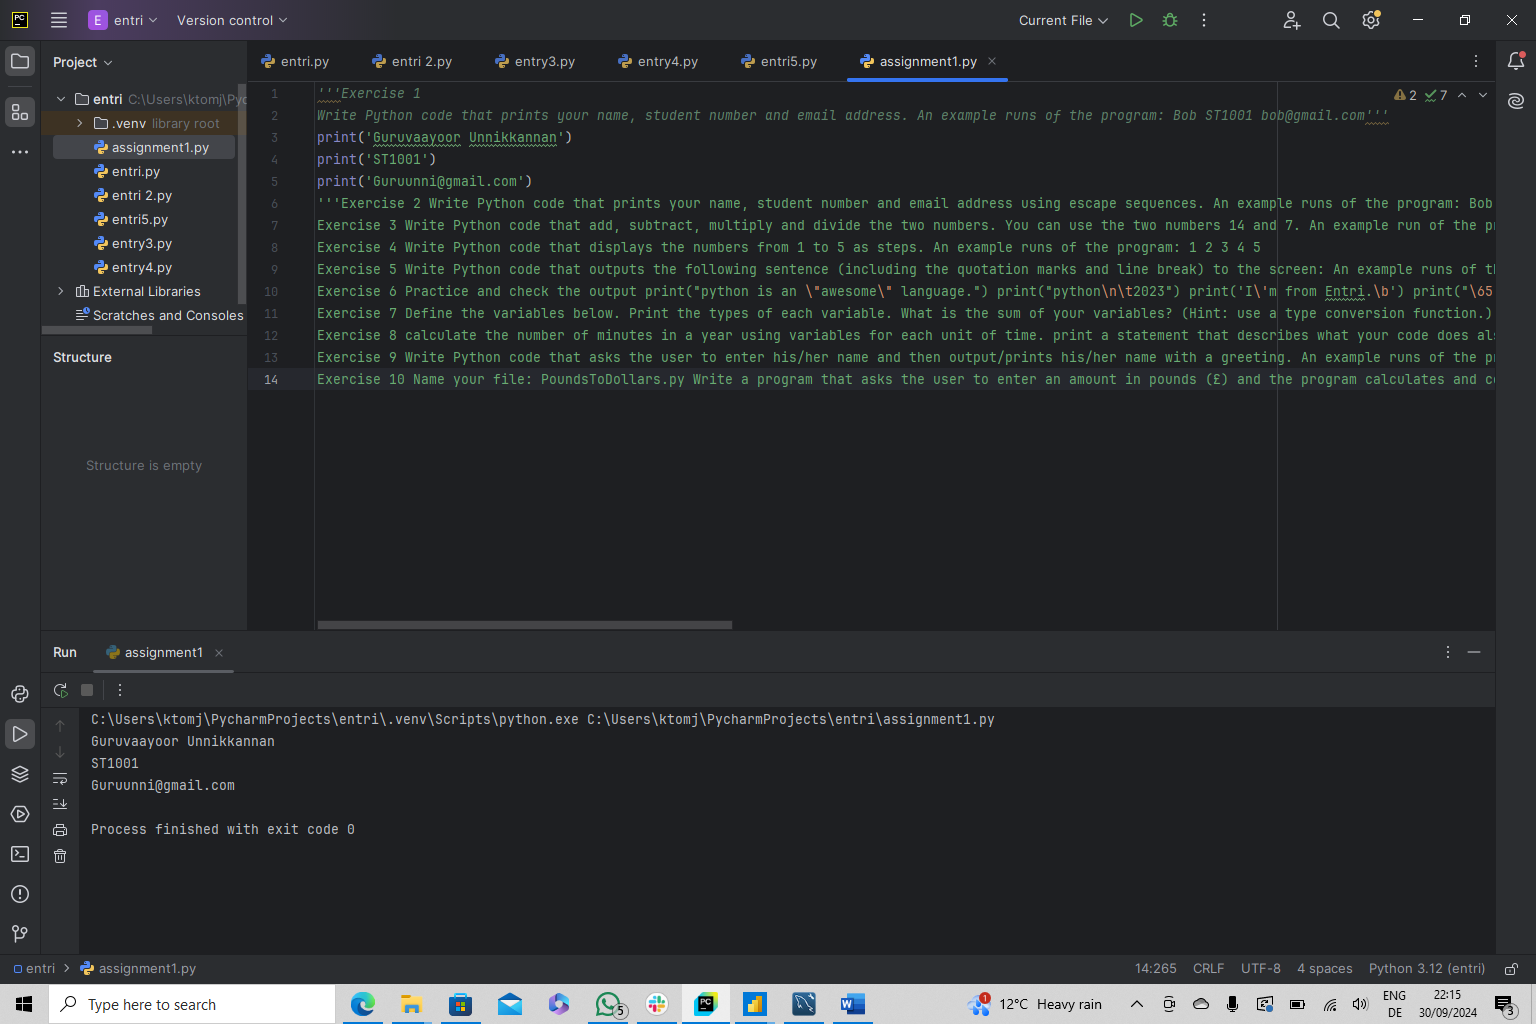 PC
E entri
Version control
Current File
Project
entri.py
entri 2.py
entry3.py
entry4.py
entri5.py
assignment1.py
entri C:\Users\ktomj\Pyc
.venv library root
assignment1.py
entri.py
entri 2.py
entri5.py
entry3.py
entry4.py
External Libraries
Scratches and Consoles
Structure
Structure is empty
2 7
1 '''Exercise 1
2 Write Python code that prints your name, student number and email address. An example runs of the program: Bob ST1001 bob@gmail.com'''
3 print('Guruvaayoor Unnikkannan')
4 print('ST1001')
5 print('Guruunni@gmail.com')
6 '''Exercise 2 Write Python code that prints your name, student number and email address using escape sequences. An example runs of the program: Bob
7 Exercise 3 Write Python code that add, subtract, multiply and divide the two numbers. You can use the two numbers 14 and 7. An example run of the p
8 Exercise 4 Write Python code that displays the numbers from 1 to 5 as steps. An example runs of the program: 1 2 3 4 5
9 Exercise 5 Write Python code that outputs the following sentence (including the quotation marks and line break) to the screen: An example runs of t
10 Exercise 6 Practice and check the output print("python is an \"awesome\" language.") print("python\n\t2023") print('I\'m from Entri.\b') print("\65
11 Exercise 7 Define the variables below. Print the types of each variable. What is the sum of your variables? (Hint: use a type conversion function.)
12 Exercise 8 calculate the number of minutes in a year using variables for each unit of time. print a statement that describes what your code does al
13 Exercise 9 Write Python code that asks the user to enter his/her name and then output/prints his/her name with a greeting. An example runs of the p
14 Exercise 10 Name your file: PoundsToDollars.py Write a program that asks the user to enter an amount in pounds (£) and the program calculates and c
Run
assignment1
C:\Users\ktomj\PycharmProjects\entri\.venv\Scripts\python.exe C:\Users\ktomj\PycharmProjects\entri\assignment1.py
Guruvaayoor Unnikkannan
ST1001
Guruunni@gmail.com
Process finished with exit code 0
entri
assignment1.py
14:265 CRLF UTF-8 4 spaces Python 3.12 (entri)
Type here to search
5
PC
1
12°C Heavy rain
ENG
DE
22:15
30/09/2024
3